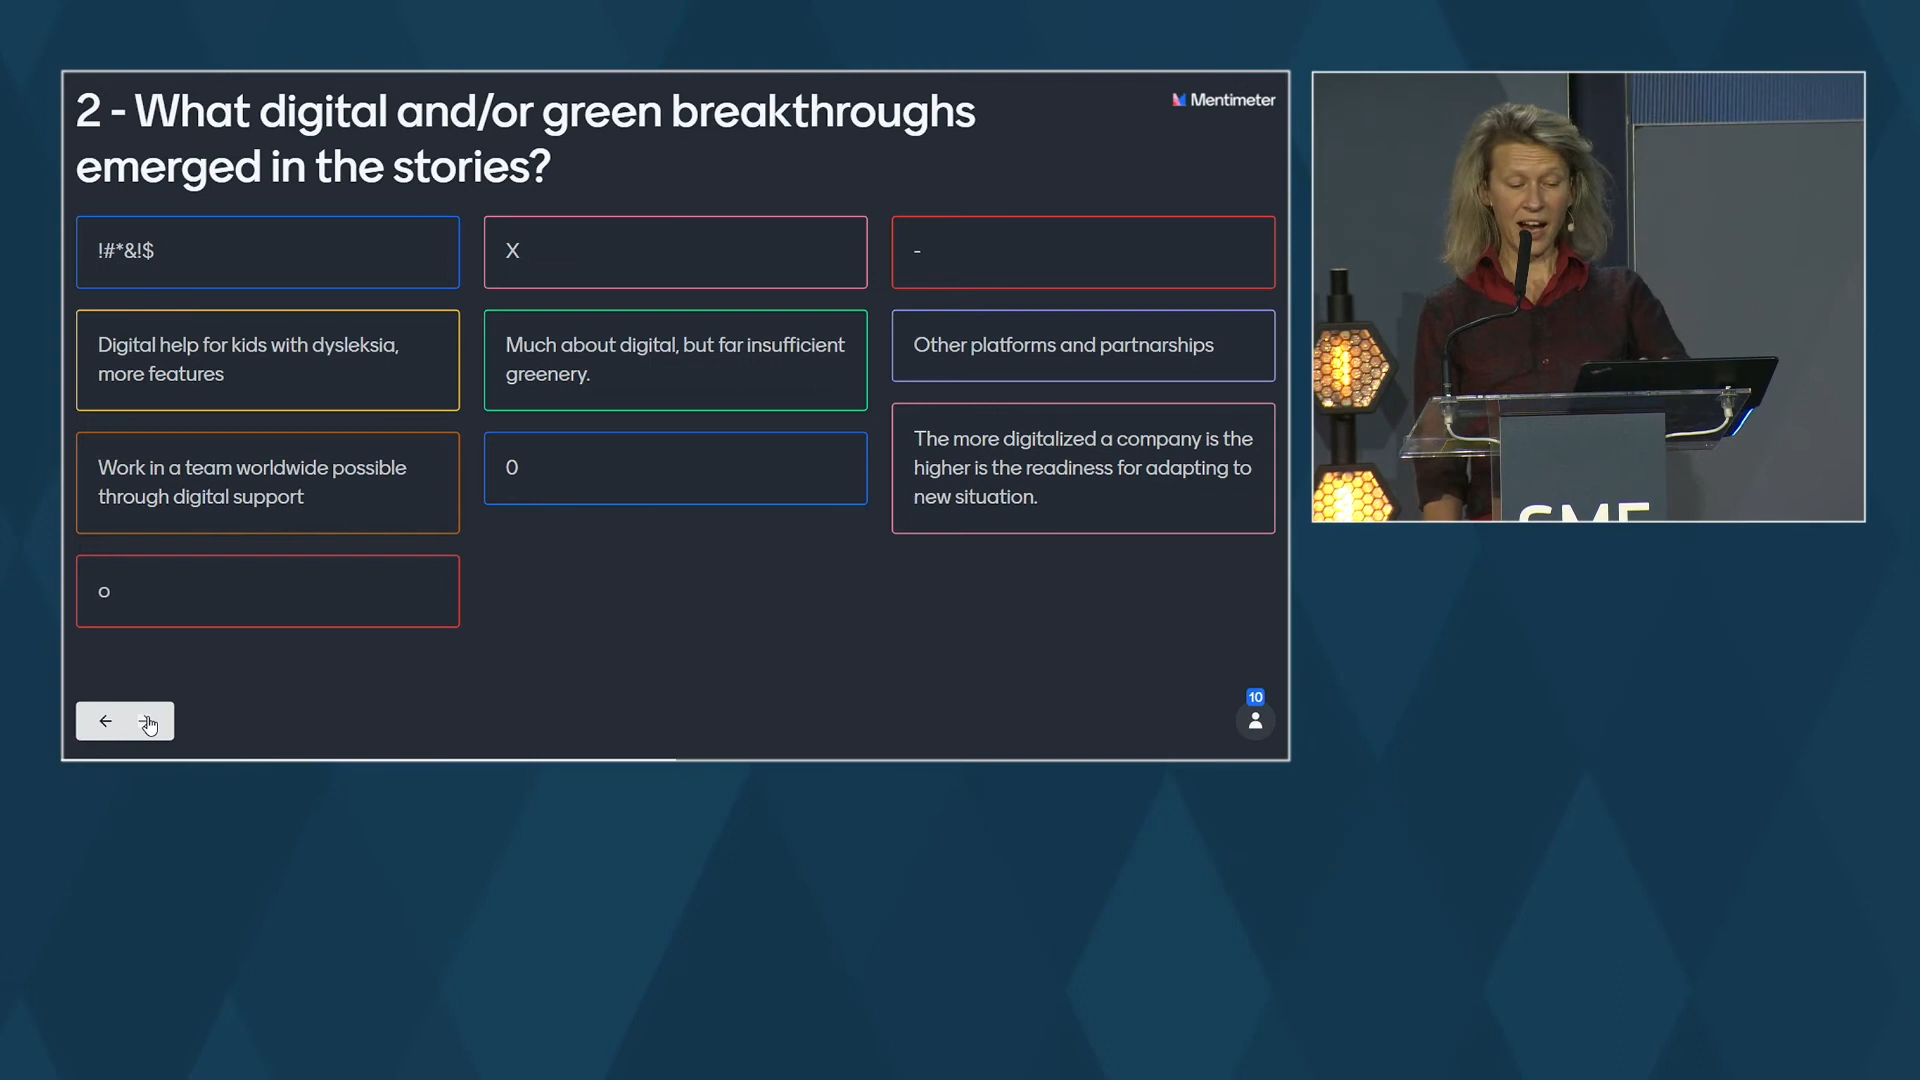 2 - What digital and/or green breakthroughs
emerged in the stories?
Mentimeter
!#*&!$
X
-
Digital help for kids with dysleksia,
more features
Much about digital, but far insufficient
greenery.
Other platforms and partnarships
Work in a team worldwide possible
through digital support
0
The more digitalized a company is the
higher is the readiness for adapting to
new situation.
o
10
SME